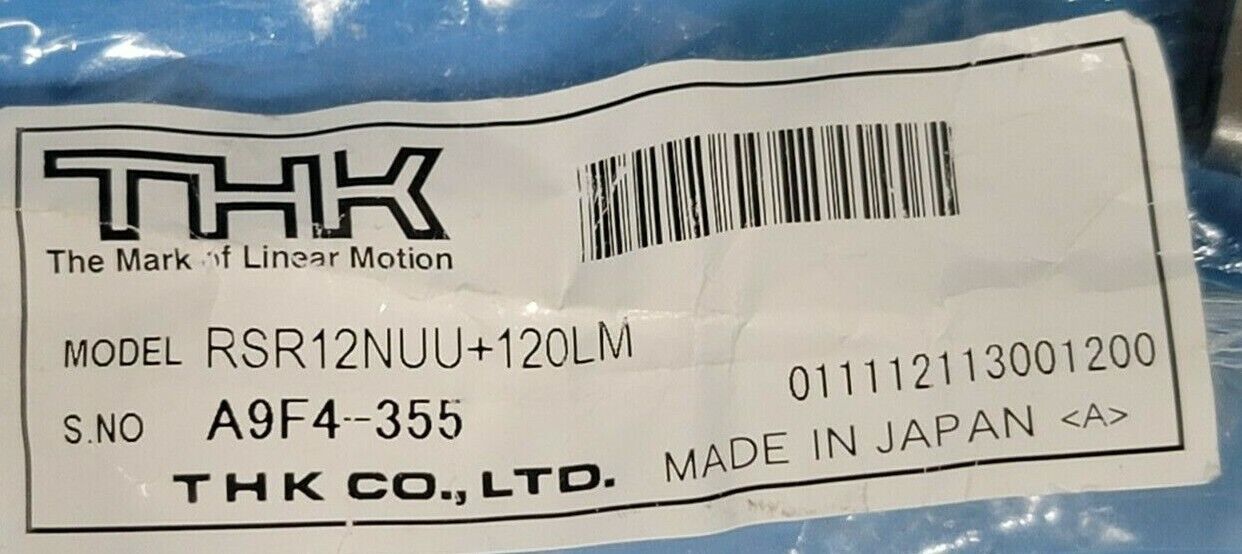 THK
The Mark of Linear Motion
MODEL RSR12NUU+120LM
011112113001200
S.NO A9F4-355
MADE IN JAPAN <A>
THK CO., LTD.